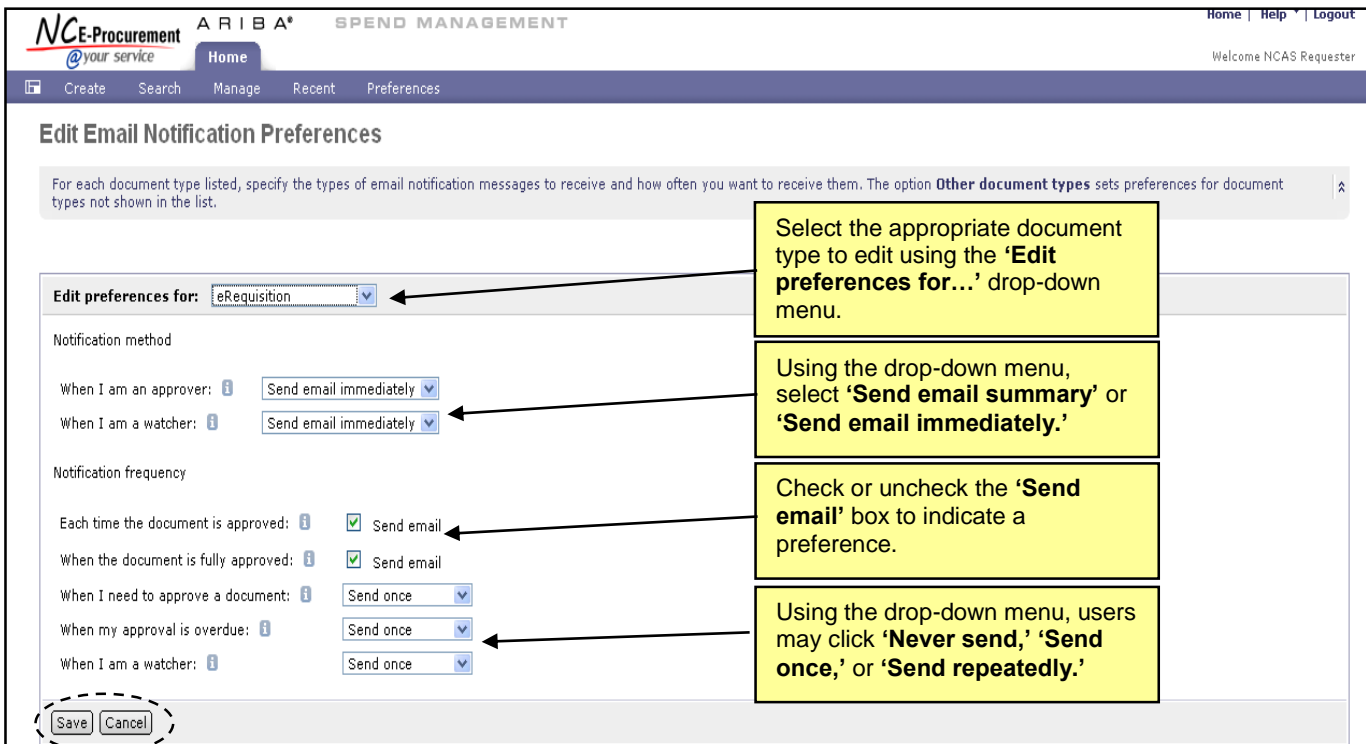 NCE-Procurement
@your service
ARIBA® SPEND MANAGEMENT
Home | Help | Logout
Home
Welcome NCAS Requester
Create Search Manage Recent Preferences
Edit Email Notification Preferences
For each document type listed, specify the types of email notification messages to receive and how often you want to receive them. The option Other document types sets preferences for document
types not shown in the list.
Select the appropriate document
type to edit using the ‘Edit
preferences for…’ drop-down
menu.
Edit preferences for: eRequisition
Notification method
When I am an approver: Send email immediately
When I am a watcher: Send email immediately
Using the drop-down menu,
select ‘Send email summary’ or
‘Send email immediately.’
Notification frequency
Each time the document is approved: Send email
When the document is fully approved: Send email
Check or uncheck the ‘Send
email’ box to indicate a
preference.
When I need to approve a document: Send once
When my approval is overdue: Send once
When I am a watcher: Send once
Using the drop-down menu, users
may click ‘Never send,’ ‘Send
once,’ or ‘Send repeatedly.’
Save Cancel